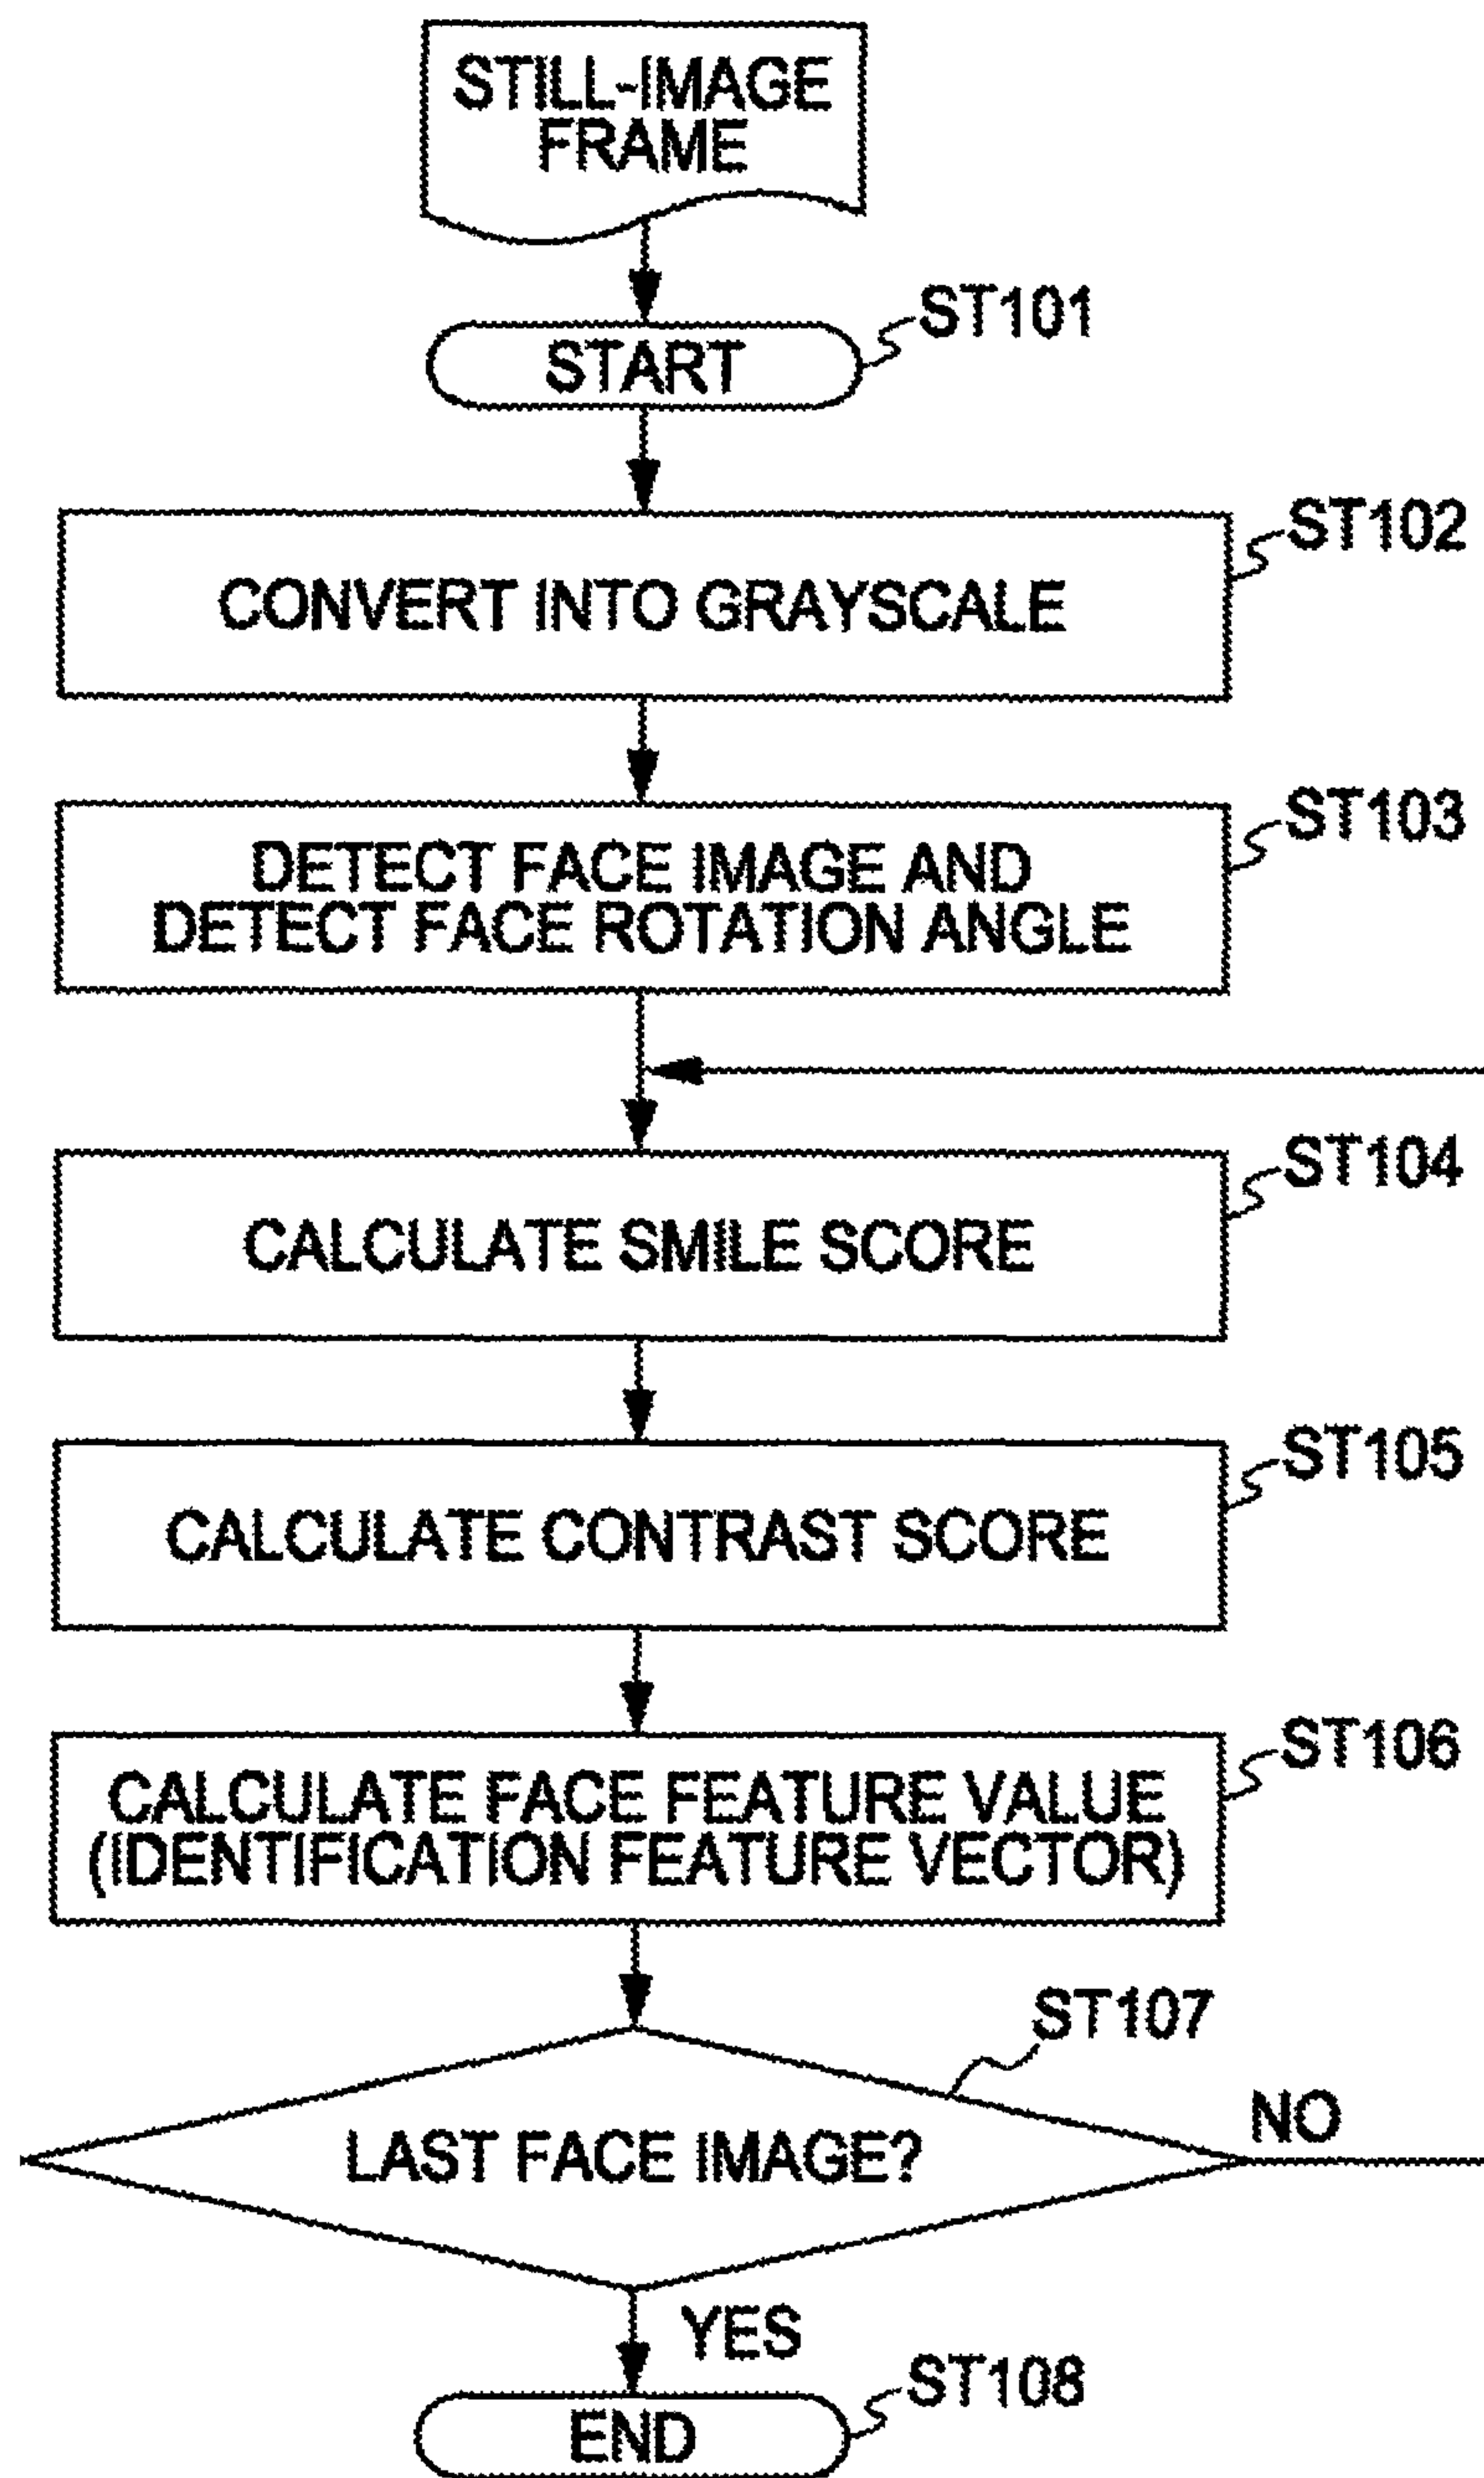 STILL-IMAGE
FRAME
ST101
START
ST102
CONVERT INTO GRAYSCALE
ST103
DETECT FACE IMAGE AND
DETECT FACE ROTATION ANGLE
ST104
CALCULATE SMILE SCORE
ST105
CALCULATE CONTRAST SCORE
ST106
CALCULATE FACE FEATURE VALUE
(IDENTIFICATION FEATURE VECTOR)
ST107
LAST FACE IMAGE?
NO
YES
ST108
END